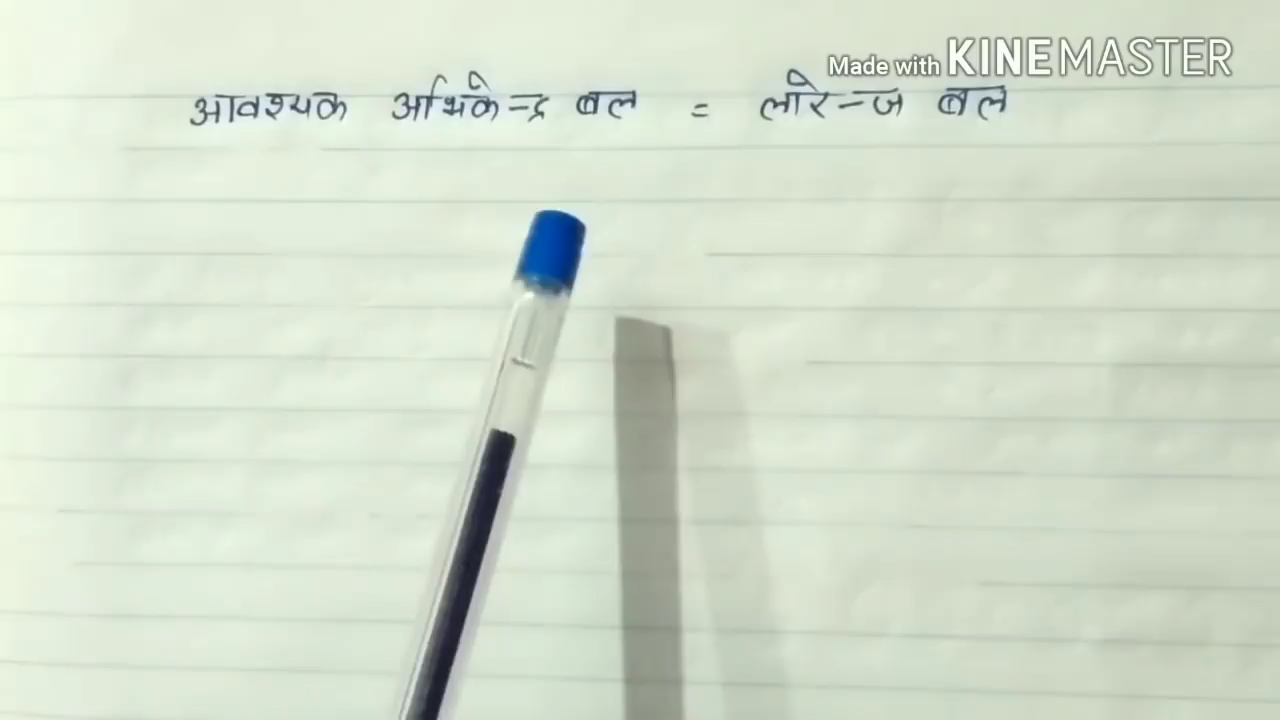 Made with KINEMASTER
आवश्यक अभिकेन्द्र बल = लोरेन्ज बल